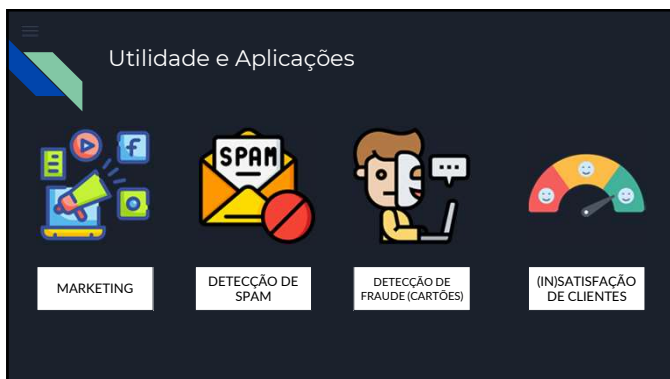 Utilidade e Aplicações
SPAM
MARKETING
DETECÇÃO DE
SPAM
DETECÇÃO DE
FRAUDE (CARTÕES)
(IN)SATISFAÇÃO
DE CLIENTES